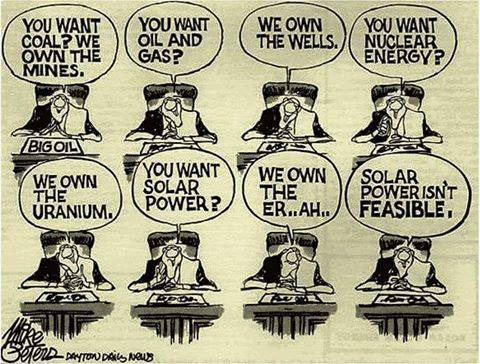 YOU WANT
COAL? WE
OWN THE
MINES.
BIG OIL
YOU WANT
OIL AND
GAS?
WE OWN
THE WELLS.
YOU WANT
NUCLEAR
ENERGY?
WE OWN
THE
URANIUM.
YOU WANT
SOLAR
POWER?
WE OWN
THE
ER..AH..
SOLAR
POWER ISN'T
FEASIBLE.
MIKE
PETERS
DAYTON DAILY NEWS